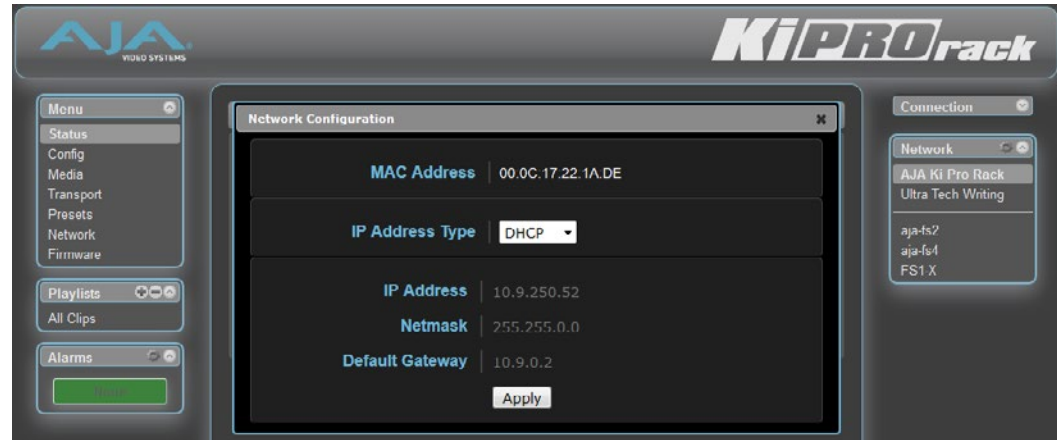 AJA
VIDEO SYSTEMS
KiPROrack
Menu
Status
Config
Media
Transport
Presets
Network
Firmware
Playlists
All Clips
Alarms
None
Network Configuration
MAC Address 00.0C.17.22.1A.DE
IP Address Type DHCP
IP Address 10.9.250.52
Netmask 255.255.0.0
Default Gateway 10.9.0.2
Apply
Connection
Network
AJA Ki Pro Rack
Ultra Tech Writing
aja-fs2
aja-fs4
FS1-X